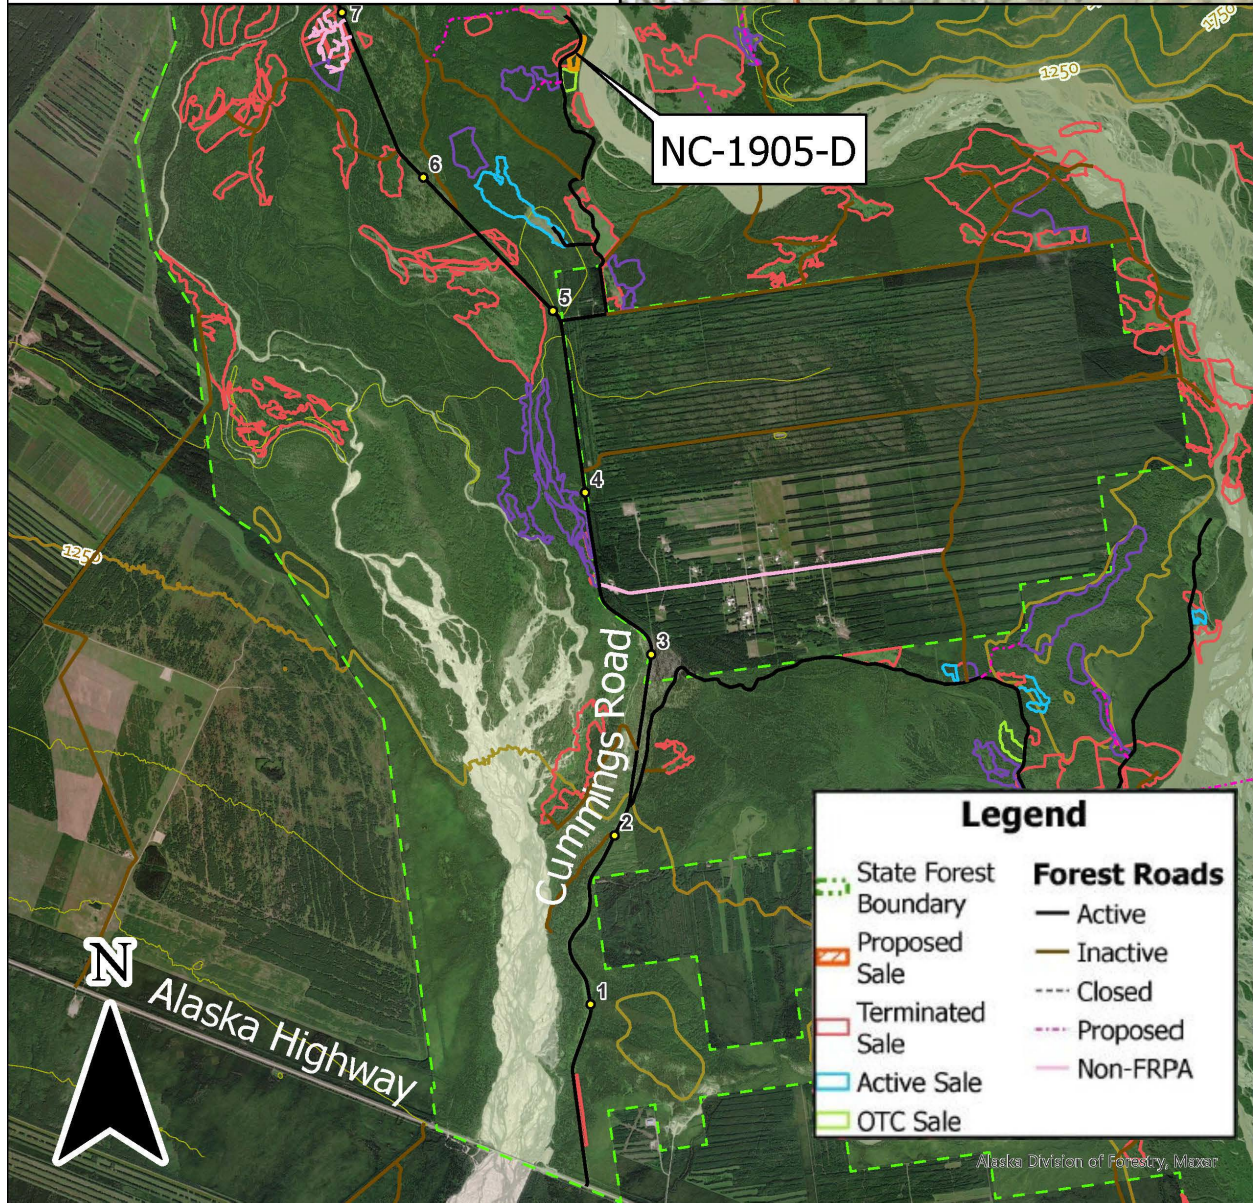 1750
1250
7
NC-1905-D
6
5
4
1250
3
Cummings Road
2
1
N
Alaska Highway
Legend
State Forest
Boundary
Proposed
Sale
Terminated
Sale
Active Sale
OTC Sale
Forest Roads
Active
Inactive
Closed
Proposed
Non-FRPA
Alaska Division of Forestry, Maxar